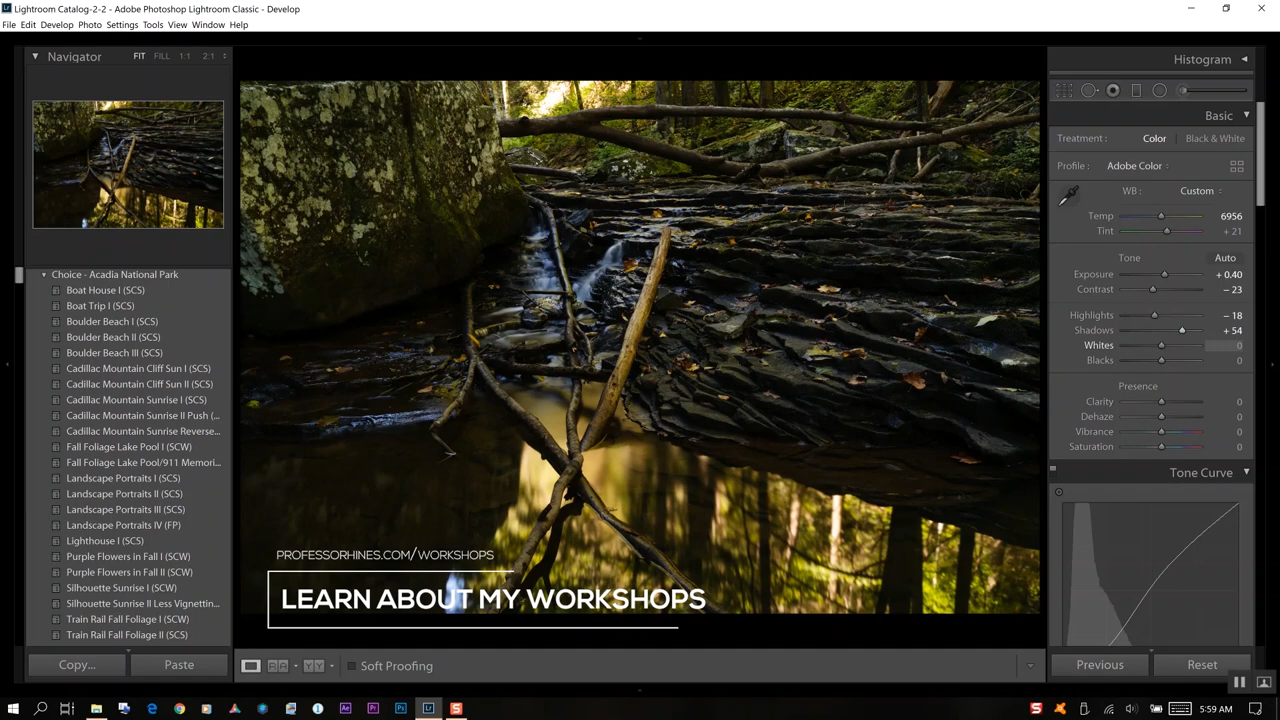 Lightroom Catalog-2-2 - Adobe Photoshop Lightroom Classic - Develop
File Edit Develop Photo Settings Tools View Window Help
Navigator FIT FILL 1:1 2:1
Choice - Acadia National Park
Boat House I (SCS)
Boat Trip I (SCS)
Boulder Beach I (SCS)
Boulder Beach II (SCS)
Boulder Beach III (SCS)
Cadillac Mountain Cliff Sun I (SCS)
Cadillac Mountain Cliff Sun II (SCS)
Cadillac Mountain Sunrise I (SCS)
Cadillac Mountain Sunrise II Push (...
Cadillac Mountain Sunrise Reverse...
Fall Foliage Lake Pool I (SCW)
Fall Foliage Lake Pool/911 Memori...
Landscape Portraits I (SCS)
Landscape Portraits II (SCS)
Landscape Portraits III (SCS)
Landscape Portraits IV (FP)
Lighthouse I (SCS)
Purple Flowers in Fall I (SCW)
Purple Flowers in Fall II (SCW)
Silhouette Sunrise I (SCW)
Silhouette Sunrise II Less Vignettin...
Train Rail Fall Foliage I (SCW)
Train Rail Fall Foliage II (SCS)
Copy... Paste
PROFESSORHINES.COM/WORKSHOPS
LEARN ABOUT MY WORKSHOPS
Soft Proofing
Histogram
Basic
Treatment : Color Black & White
Profile : Adobe Color
WB : Custom
Temp 6956
Tint + 21
Tone Auto
Exposure + 0.40
Contrast – 23
Highlights – 18
Shadows + 54
Whites 0
Blacks 0
Presence
Clarity 0
Dehaze 0
Vibrance 0
Saturation 0
Tone Curve
Previous Reset
5:59 AM